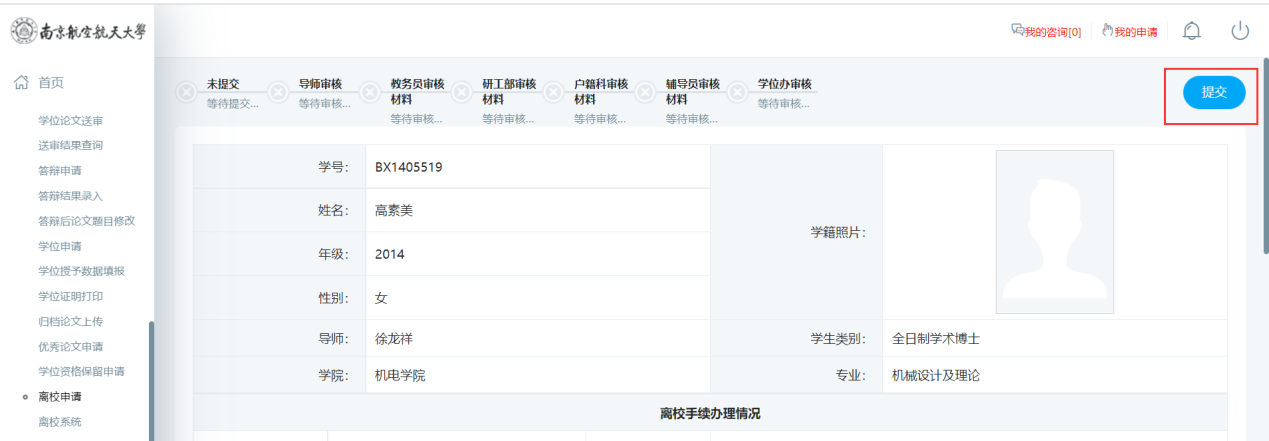 南京航空航天大學
我的咨询[0]
我的申请
首页
学位论文送审
送审结果查询
答辩申请
答辩结果录入
答辩后论文题目修改
学位申请
学位授予数据填报
学位证明打印
归档论文上传
优秀论文申请
学位资格保留申请
离校申请
离校系统
未提交
等待提交...
导师审核
等待审核...
教务员审核
材料
等待审核...
研工部审核
材料
等待审核...
户籍科审核
材料
等待审核...
辅导员审核
材料
等待审核...
学位办审核
等待审核...
提交
学号： BX1405519
姓名： 高素美
学籍照片：
年级： 2014
性别： 女
导师： 徐龙祥 学生类别： 全日制学术博士
学院： 机电学院 专业： 机械设计及理论
离校手续办理情况